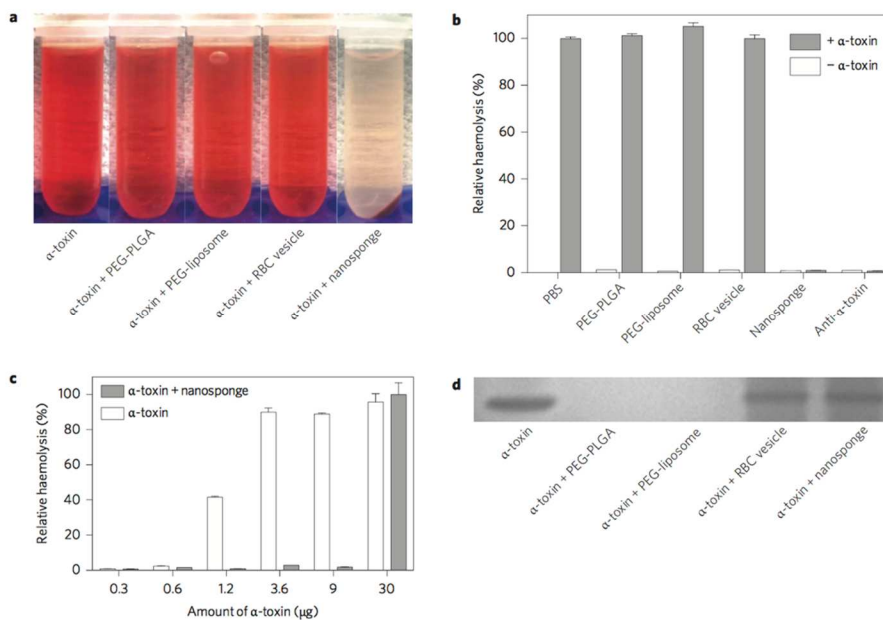 a
α-toxin
α-toxin + PEG-PLGA
α-toxin + PEG-liposome
α-toxin + RBC vesicle
α-toxin + nanosponge
b
Relative haemolysis (%)
100
80
60
40
20
0
+ α-toxin
− α-toxin
PBS
PEG-PLGA
PEG-liposome
RBC vesicle
Nanosponge
Anti-α-toxin
c
Relative haemolysis (%)
100
80
60
40
20
0
α-toxin + nanosponge
α-toxin
0.3 0.6 1.2 3.6 9 30
Amount of α-toxin (μg)
d
α-toxin
α-toxin + PEG-PLGA
α-toxin + PEG-liposome
α-toxin + RBC vesicle
α-toxin + nanosponge